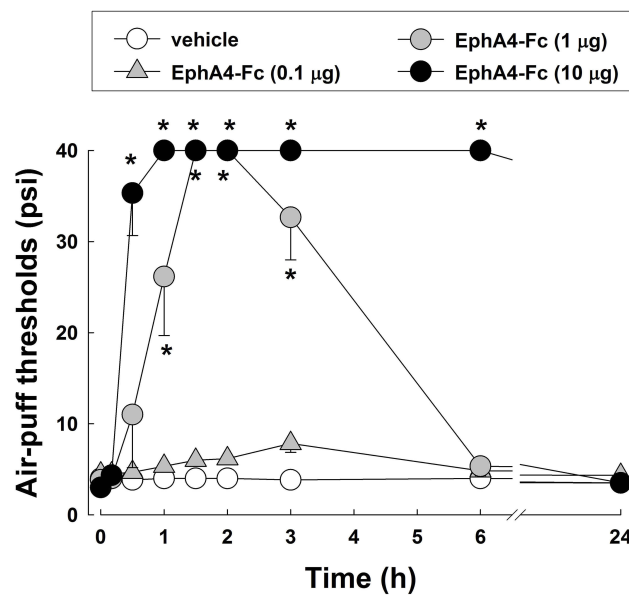 vehicle
EphA4-Fc (1 μg)
EphA4-Fc (0.1 μg)
EphA4-Fc (10 μg)
* * * * * *
* *
* *
40
30
20
10
0
Air-puff thresholds (psi)
0 1 2 3 4 5 6 // 24
Time (h)